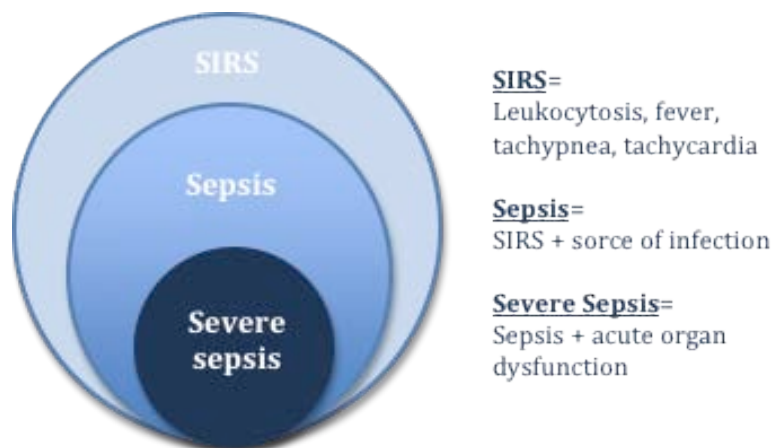 SIRS
Sepsis
Severe
sepsis
SIRS=
Leukocytosis, fever,
tachypnea, tachycardia
Sepsis=
SIRS + sorce of infection
Severe Sepsis=
Sepsis + acute organ
dysfunction